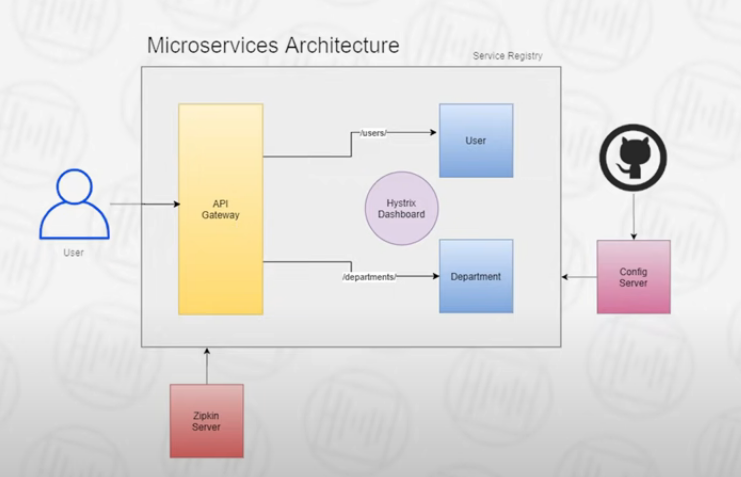 Microservices Architecture
Service Registry
/users/
User
API
Gateway
Hystrix
Dashboard
User
/departments/
Department
Config
Server
Zipkin
Server